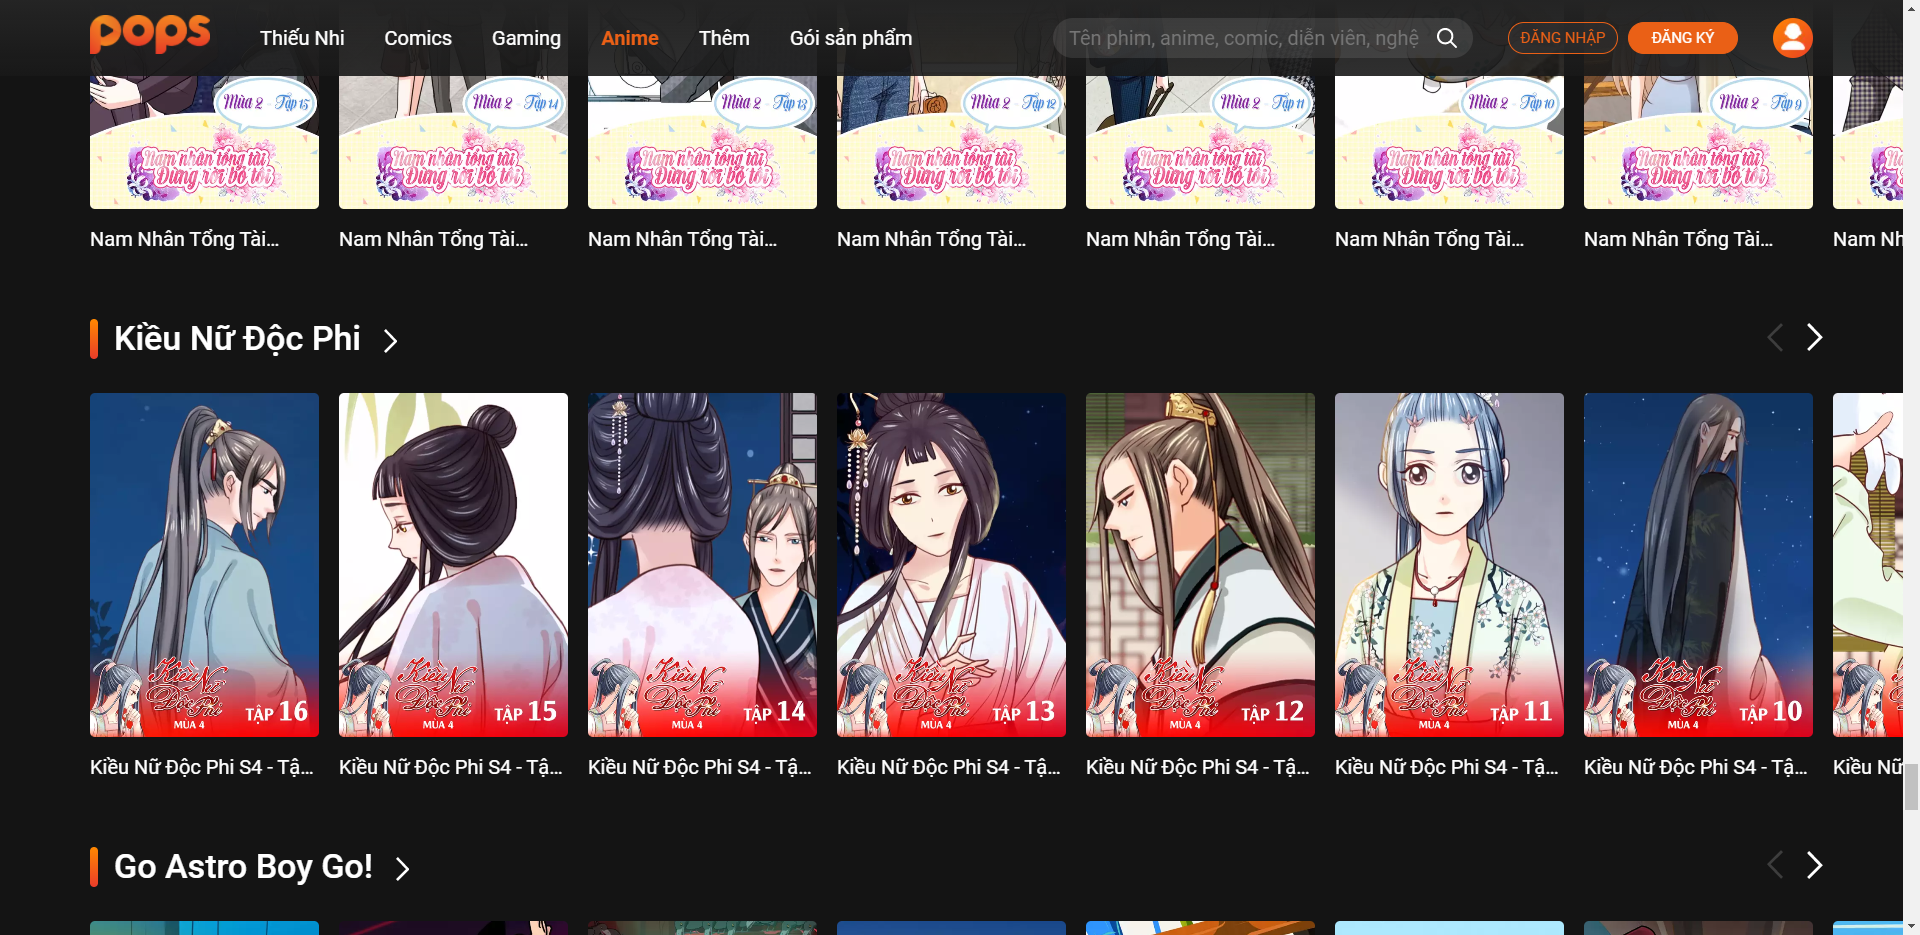 POPS
Thiếu Nhi
Comics
Gaming
Anime
Thêm
Gói sản phẩm
Tên phim, anime, comic, diễn viên, nghệ
ĐĂNG NHẬP
ĐĂNG KÝ
Mùa 2 - Tập 15
Nam nhân tổng tài
Đừng rời bỏ tôi
Mùa 2 - Tập 14
Nam nhân tổng tài
Đừng rời bỏ tôi
Mùa 2 - Tập 13
Nam nhân tổng tài
Đừng rời bỏ tôi
Mùa 2 - Tập 12
Nam nhân tổng tài
Đừng rời bỏ tôi
Mùa 2 - Tập 11
Nam nhân tổng tài
Đừng rời bỏ tôi
Mùa 2 - Tập 10
Nam nhân tổng tài
Đừng rời bỏ tôi
Mùa 2 - Tập 9
Nam nhân tổng tài
Đừng rời bỏ tôi
Nam Nhân Tổng Tài...
Nam Nhân Tổng Tài...
Nam Nhân Tổng Tài...
Nam Nhân Tổng Tài...
Nam Nhân Tổng Tài...
Nam Nhân Tổng Tài...
Nam Nhân Tổng Tài...
Nam Nh
Kiều Nữ Độc Phi
Kiều Nữ
Độc Phi
MÙA 4
TẬP 16
Kiều Nữ
Độc Phi
MÙA 4
TẬP 15
Kiều Nữ
Độc Phi
MÙA 4
TẬP 14
Kiều Nữ
Độc Phi
MÙA 4
TẬP 13
Kiều Nữ
Độc Phi
MÙA 4
TẬP 12
Kiều Nữ
Độc Phi
MÙA 4
TẬP 11
Kiều Nữ
Độc Phi
MÙA 4
TẬP 10
Kiều Nữ Độc Phi S4 - Tậ...
Kiều Nữ Độc Phi S4 - Tậ...
Kiều Nữ Độc Phi S4 - Tậ...
Kiều Nữ Độc Phi S4 - Tậ...
Kiều Nữ Độc Phi S4 - Tậ...
Kiều Nữ Độc Phi S4 - Tậ...
Kiều Nữ Độc Phi S4 - Tậ...
Kiều Nữ
Go Astro Boy Go!